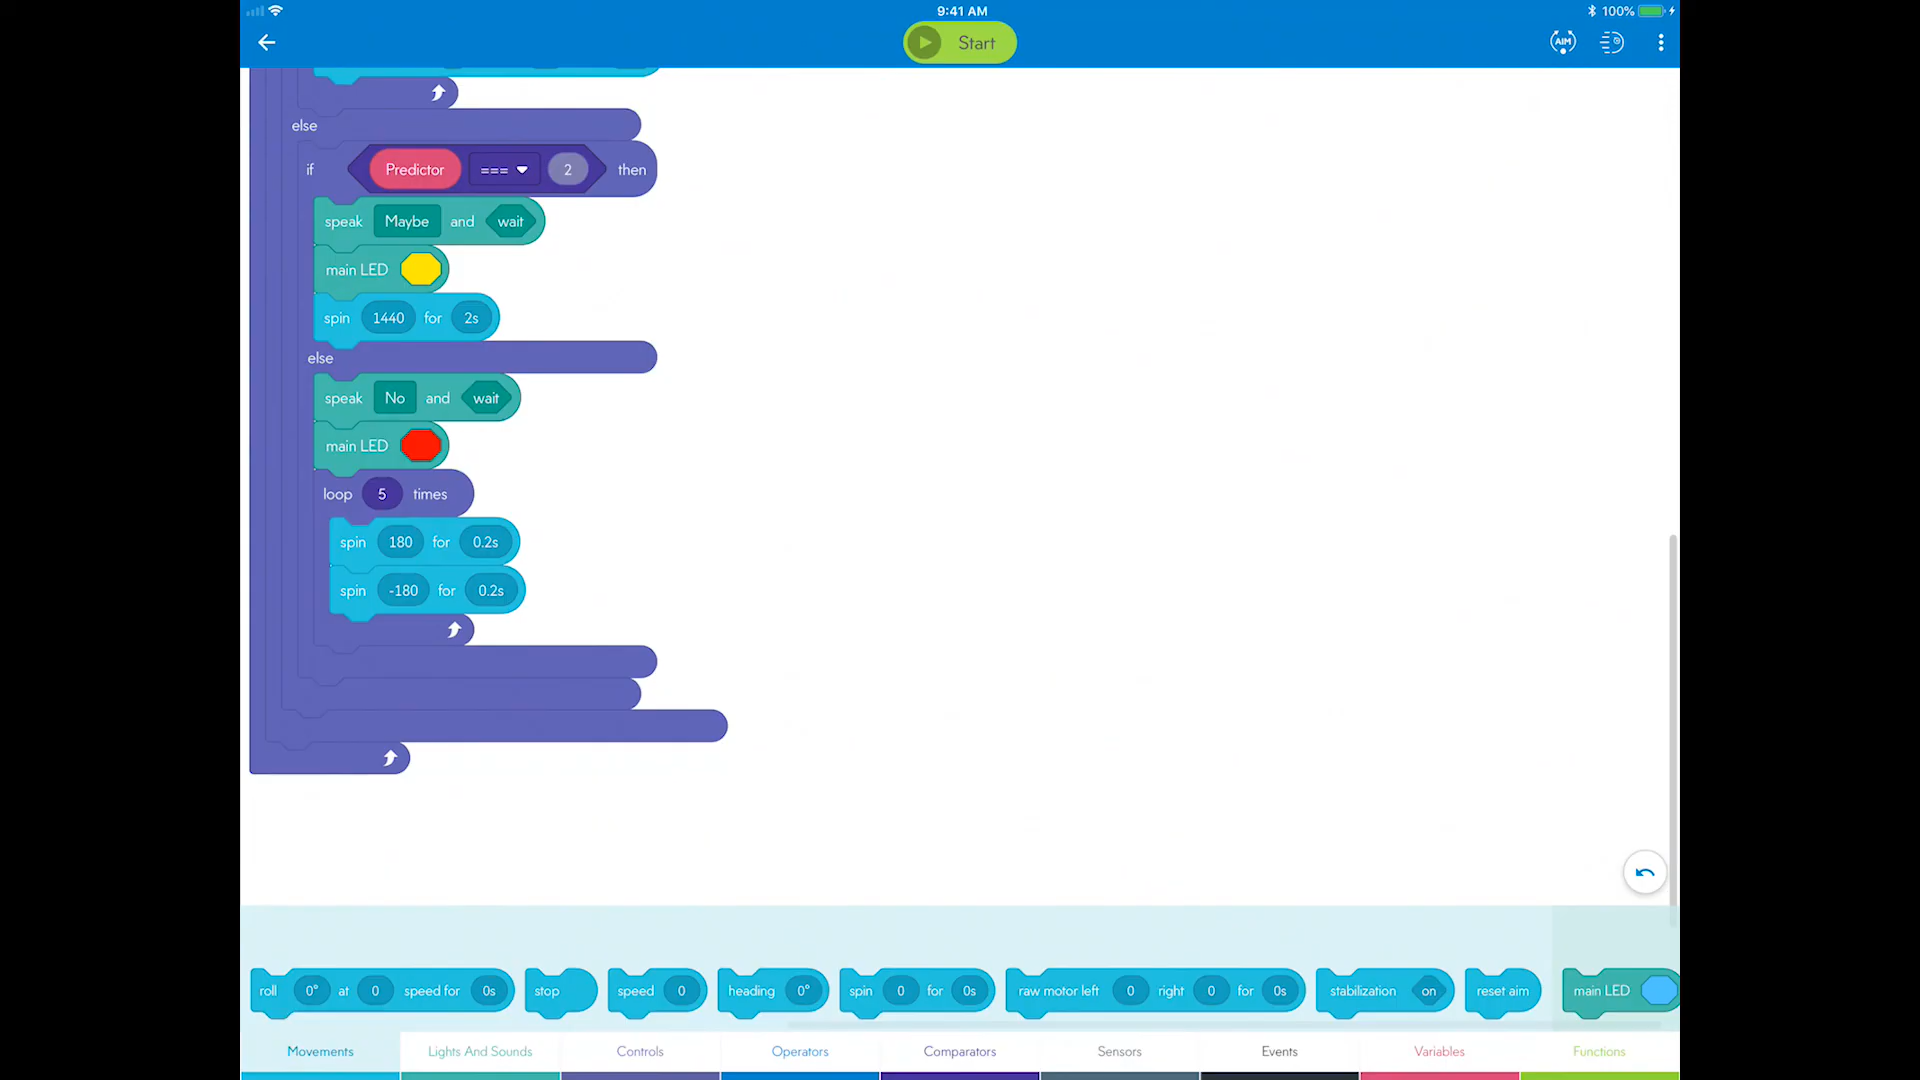 9:41 AM
100%
Start
AIM
else
if Predictor === 2 then
speak Maybe and wait
main LED
spin 1440 for 2s
else
speak No and wait
main LED
loop 5 times
spin 180 for 0.2s
spin -180 for 0.2s
roll 0° at 0 speed for 0s
stop
speed 0
heading 0°
spin 0 for 0s
raw motor left 0 right 0 for 0s
stabilization on
reset aim
main LED
Movements
Lights And Sounds
Controls
Operators
Comparators
Sensors
Events
Variables
Functions